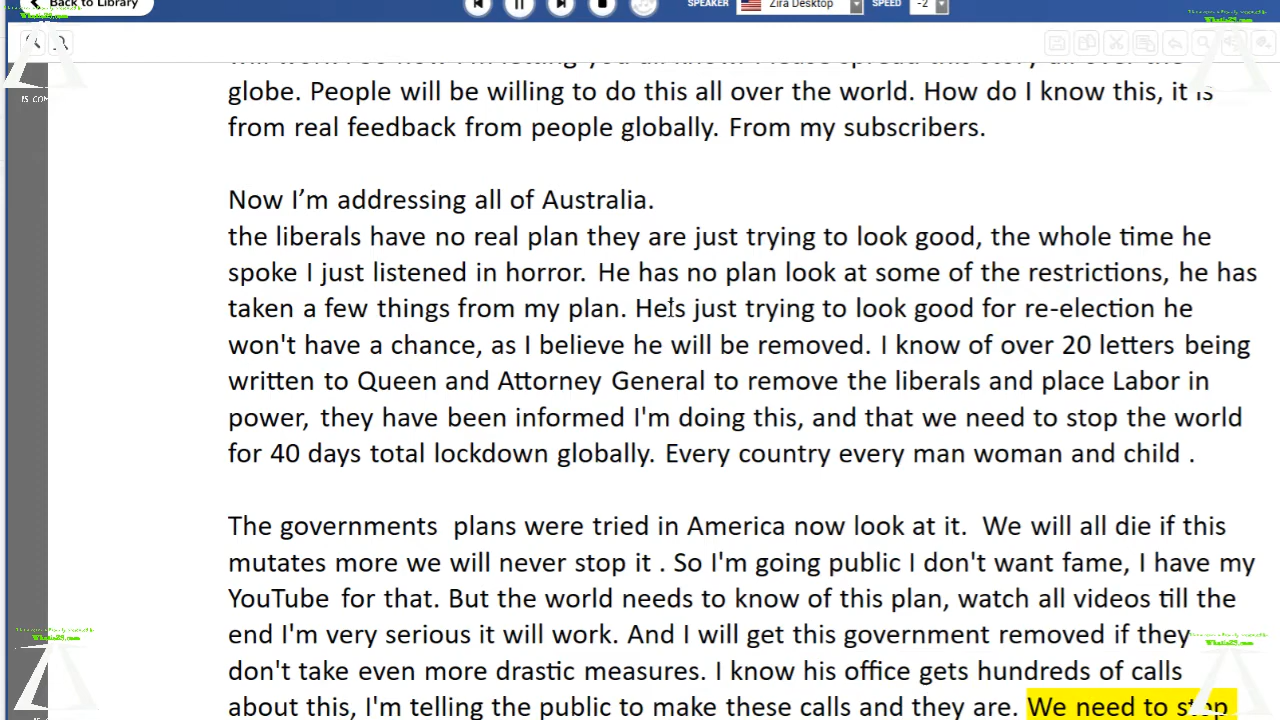 Back to Library
SPEAKER
Zira Desktop
SPEED
-2
globe. People will be willing to do this all over the world. How do I know this, it is
from real feedback from people globally. From my subscribers.
Now I’m addressing all of Australia.
the liberals have no real plan they are just trying to look good, the whole time he
spoke I just listened in horror. He has no plan look at some of the restrictions, he has
taken a few things from my plan. He's just trying to look good for re-election he
won't have a chance, as I believe he will be removed. I know of over 20 letters being
written to Queen and Attorney General to remove the liberals and place Labor in
power, they have been informed I'm doing this, and that we need to stop the world
for 40 days total lockdown globally. Every country every man woman and child .
The governments plans were tried in America now look at it. We will all die if this
mutates more we will never stop it . So I'm going public I don't want fame, I have my
YouTube for that. But the world needs to know of this plan, watch all videos till the
end I'm very serious it will work. And I will get this government removed if they
don't take even more drastic measures. I know his office gets hundreds of calls
about this, I'm telling the public to make these calls and they are. We need to stop